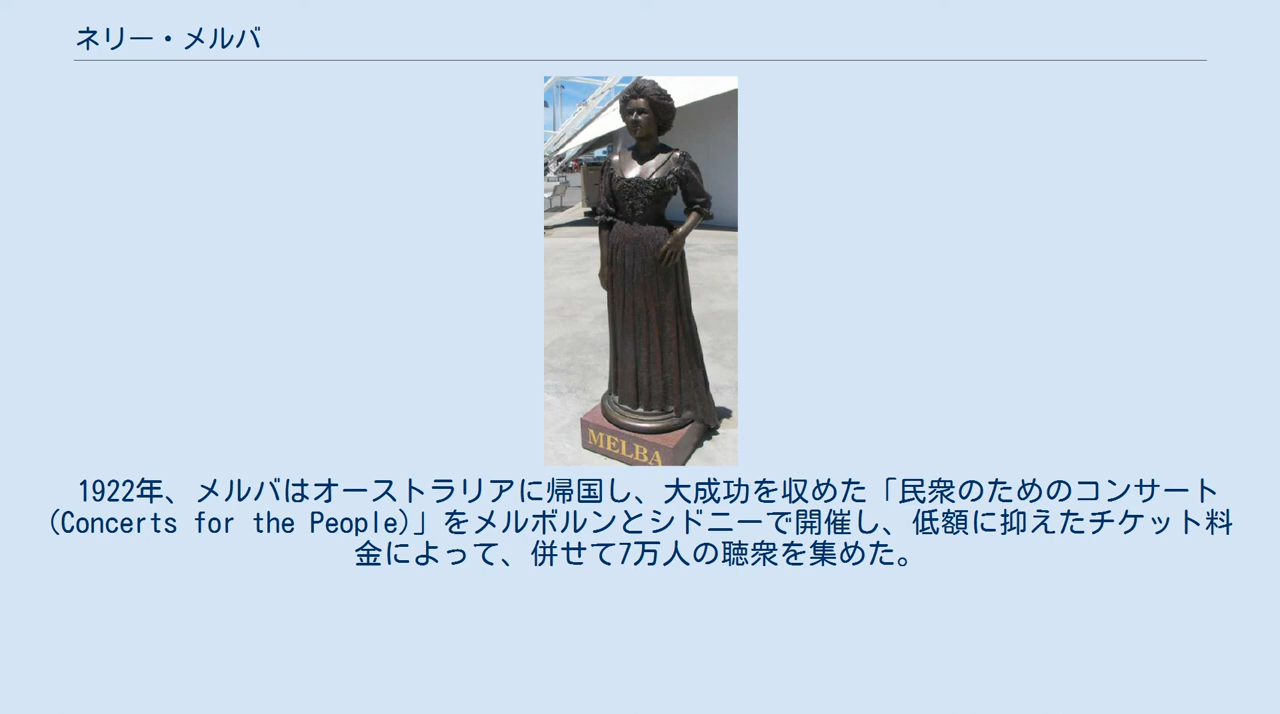 ネリー・メルバ
MELBA
1922年、メルバはオーストラリアに帰国し、大成功を収めた「民衆のためのコンサート
(Concerts for the People)」をメルボルンとシドニーで開催し、低額に抑えたチケット料
金によって、併せて7万人の聴衆を集めた。